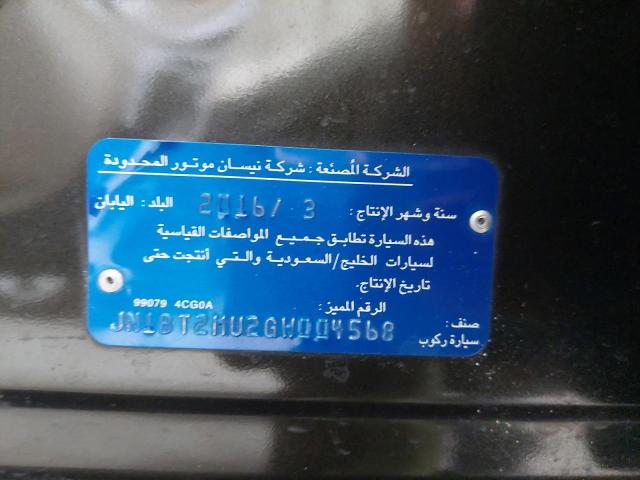 الشركة المُصنعة : شركة نيسان موتور المحدودة
سنة وشهر الإنتاج : 2016/ 3 البلد : اليابان
هذه السيارة تطابق جميع المواصفات القياسية
لسيارات الخليج/السعودية والتي أنتجت حتى
تاريخ الإنتاج.
99079 4CG0A
الرقم المميز :
JN1BT2MU2GW004568
صنف :
سيارة ركوب